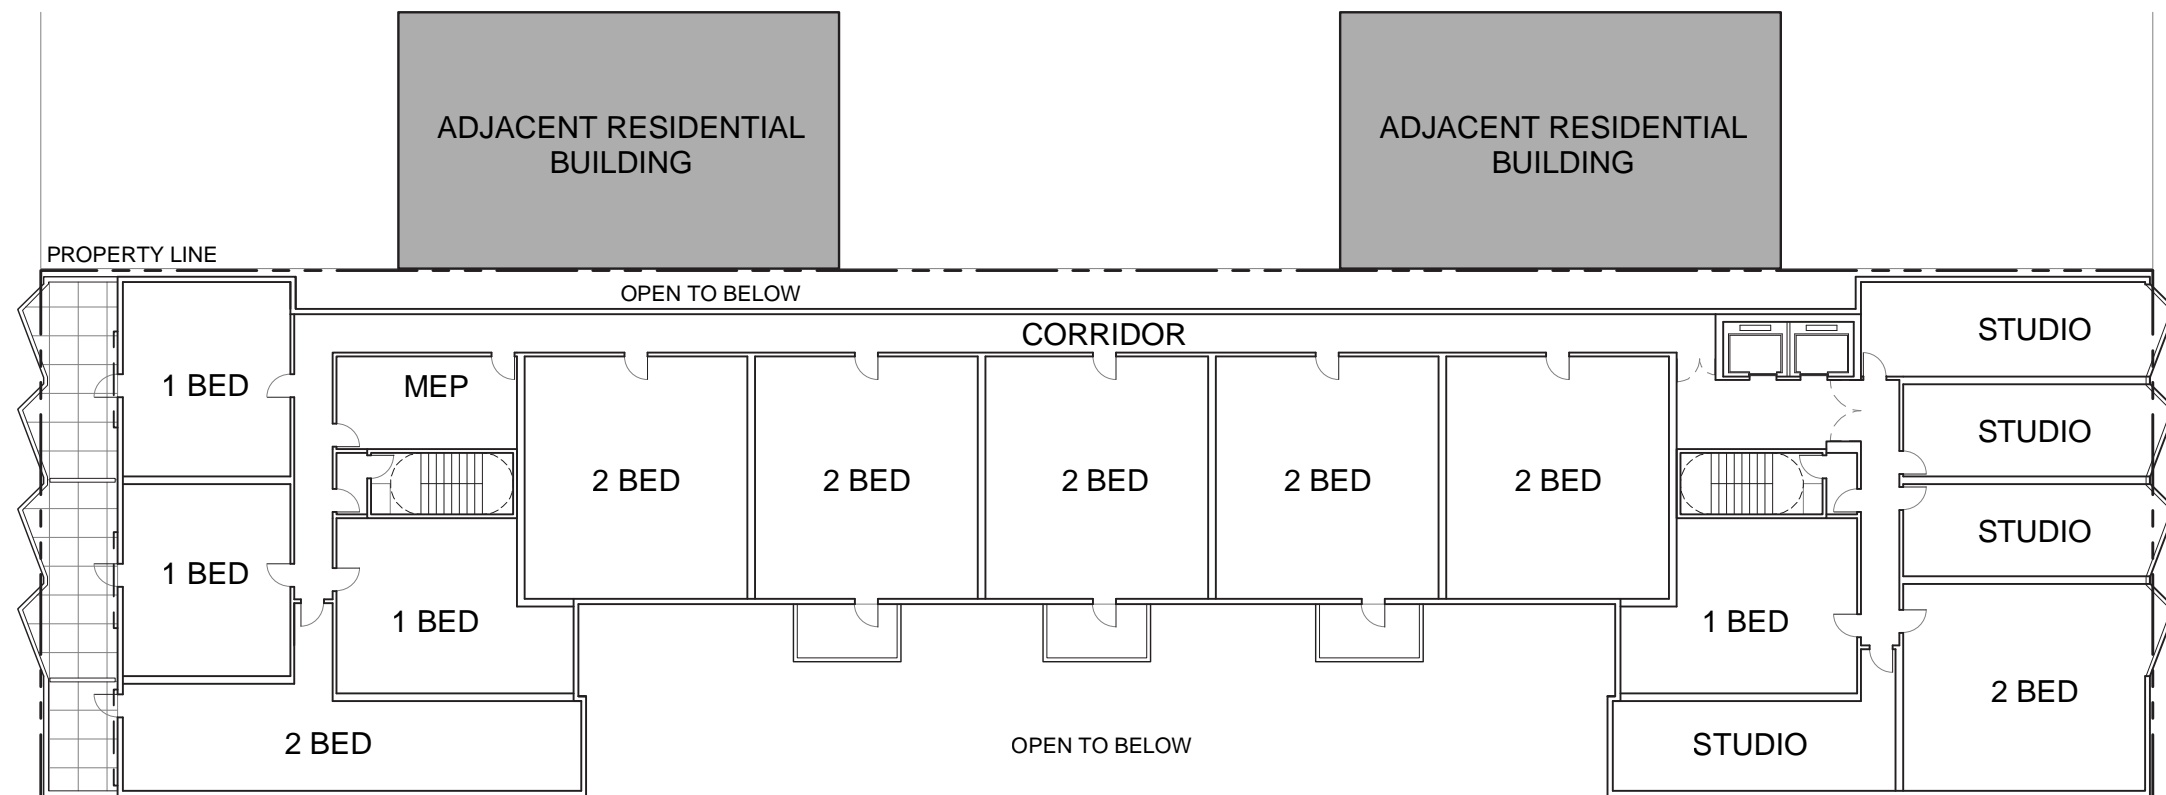 ADJACENT RESIDENTIAL
BUILDING
ADJACENT RESIDENTIAL
BUILDING
PROPERTY LINE
OPEN TO BELOW
CORRIDOR
STUDIO
1 BED
MEP
STUDIO
2 BED
2 BED
2 BED
2 BED
2 BED
STUDIO
1 BED
1 BED
1 BED
2 BED
2 BED
OPEN TO BELOW
STUDIO